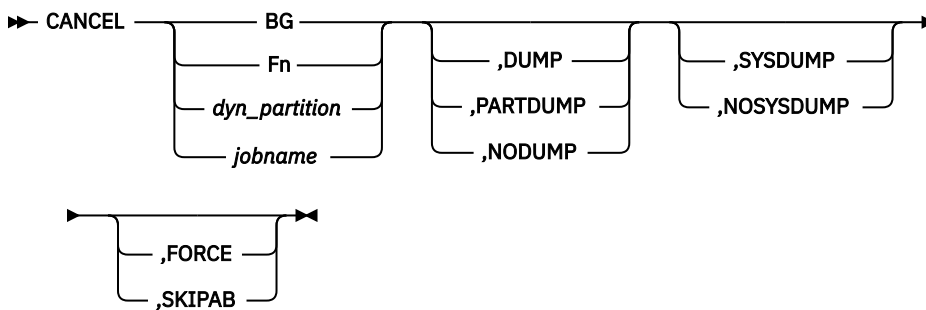 CANCEL BG
Fn
dyn_partition
jobname
,DUMP
,PARTDUMP
,NODUMP
,SYSDUMP
,NOSYSDUMP
,FORCE
,SKIPAB